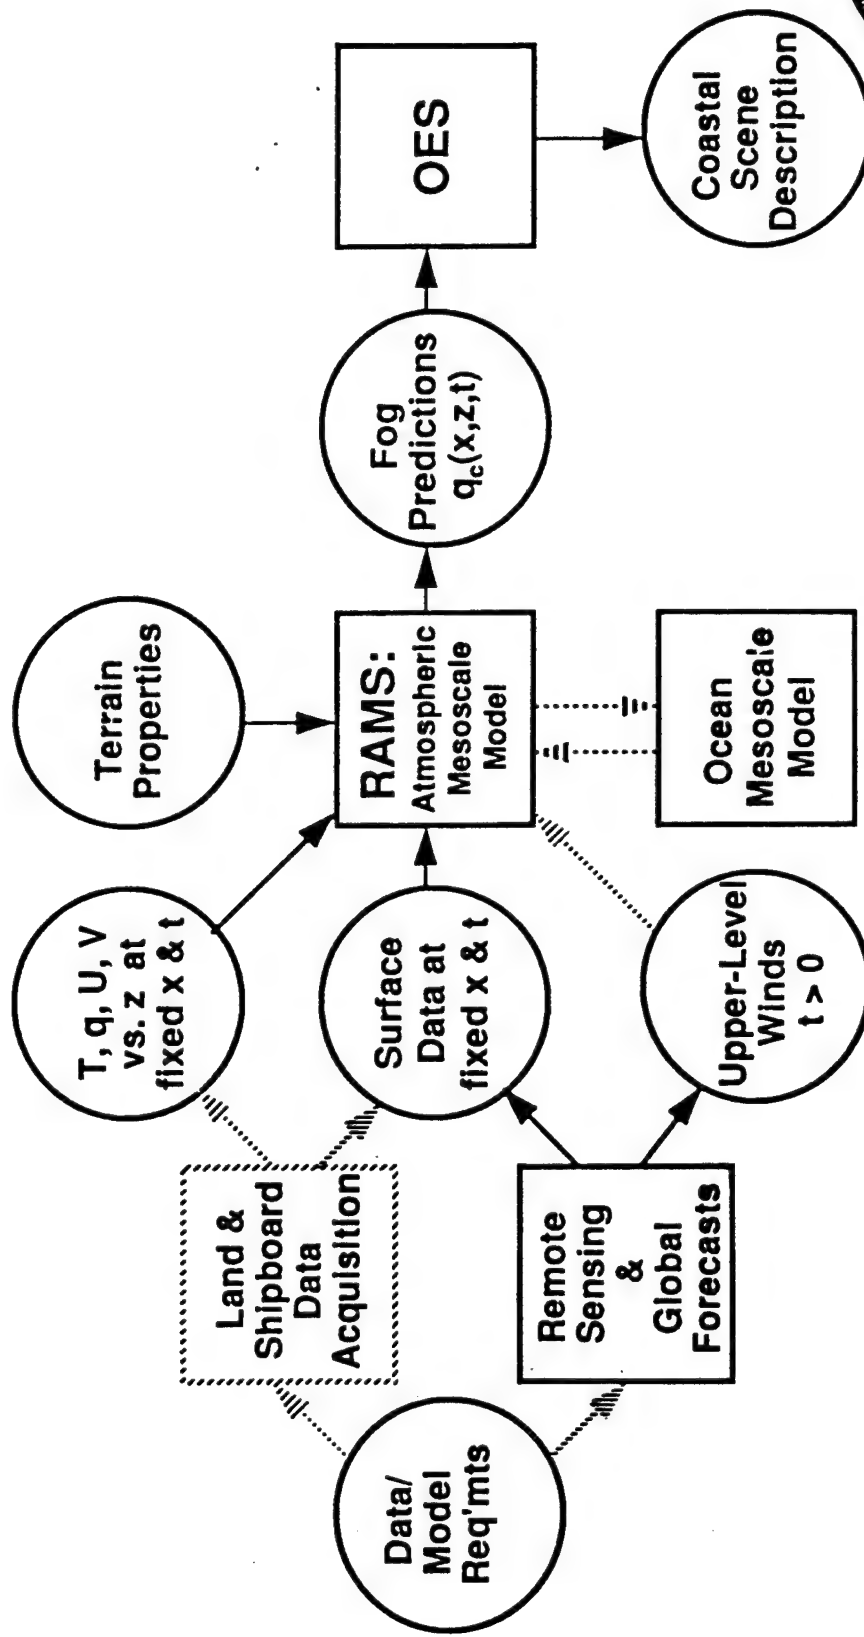 Data/
Model
Req'mts
Land &
Shipboard
Data
Acquisition
Remote
Sensing
&
Global
Forecasts
T, q, U, V
vs. z at
fixed x & t
Surface
Data at
fixed x & t
Upper-Level
Winds
t > 0
Terrain
Properties
RAMS:
Atmospheric
Mesoscale
Model
Ocean
Mesoscale
Model
Fog
Predictions
qc(x,z,t)
OES
Coastal
Scene
Description